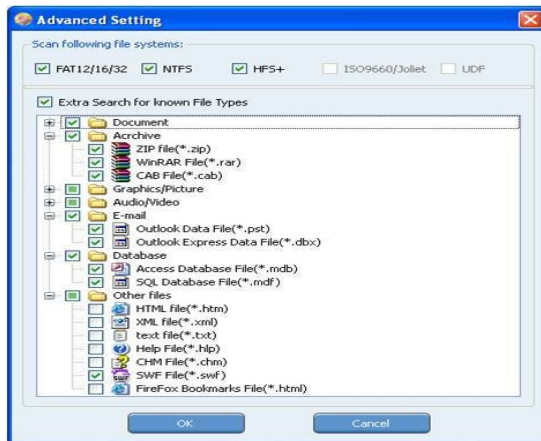 Advanced Setting
Scan following file systems:
FAT12/16/32 NTFS HFS+ ISO9660/Joliet UDF
Extra Search for known File Types
Document
Acrchive
ZIP file(*.zip)
WinRAR File(*.rar)
CAB File(*.cab)
Graphics/Picture
Audio/Video
E-mail
Outlook Data File(*.pst)
Outlook Express Data File(*.dbx)
Database
Access Database File(*.mdb)
SQL Database File(*.mdf)
Other files
HTML file(*.htm)
XML file(*.xml)
text file(*.txt)
Help File(*.hlp)
CHM File(*.chm)
SWF File(*.swf)
FireFox Bookmarks File(*.html)
OK Cancel